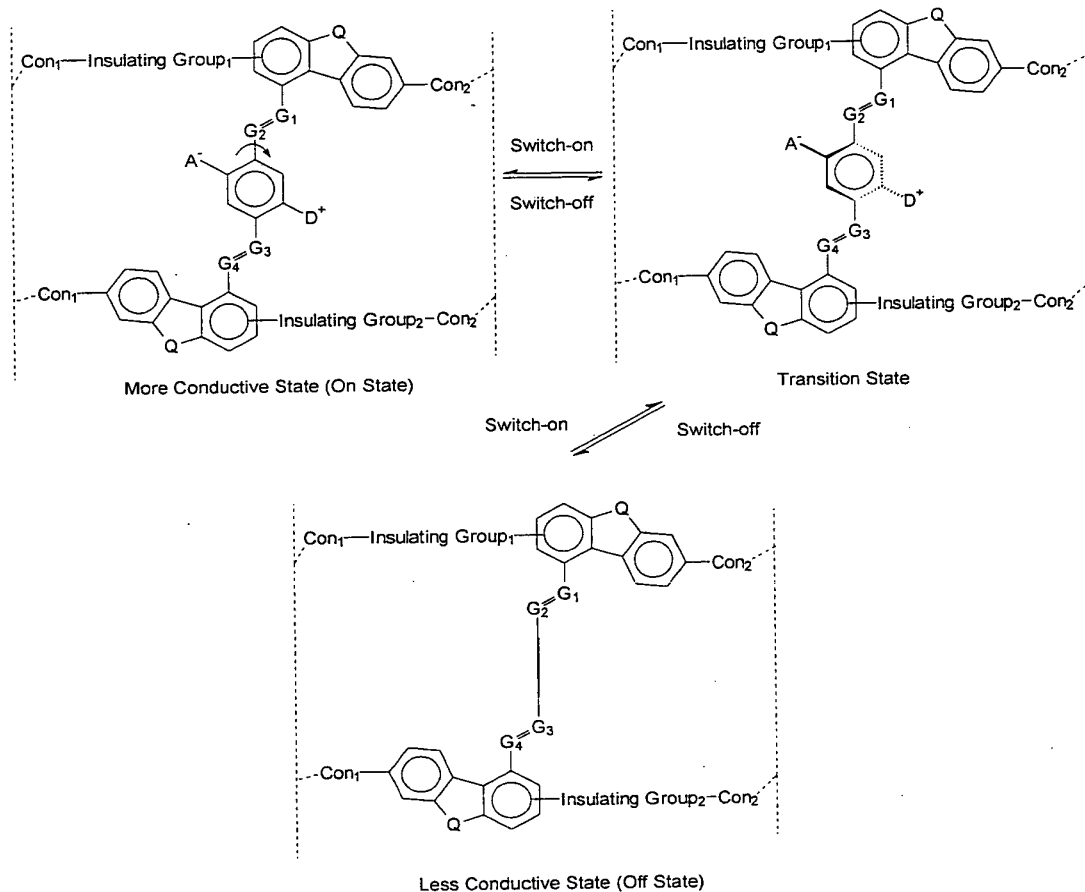 Q
Con1—Insulating Group1
Con2
G2 G1
A-
D+
G3
G4
Con1
Insulating Group2—Con2
Q
More Conductive State (On State)
Switch-on
Switch-off
Q
Con1—Insulating Group1
Con2
G1
G2
A-
D+
G3
G4
Con1
Insulating Group2—Con2
Q
Transition State
Switch-on
Switch-off
Q
Con1—Insulating Group1
Con2
G1
G2
G3
G4
Con1
Insulating Group2—Con2
Q
Less Conductive State (Off State)